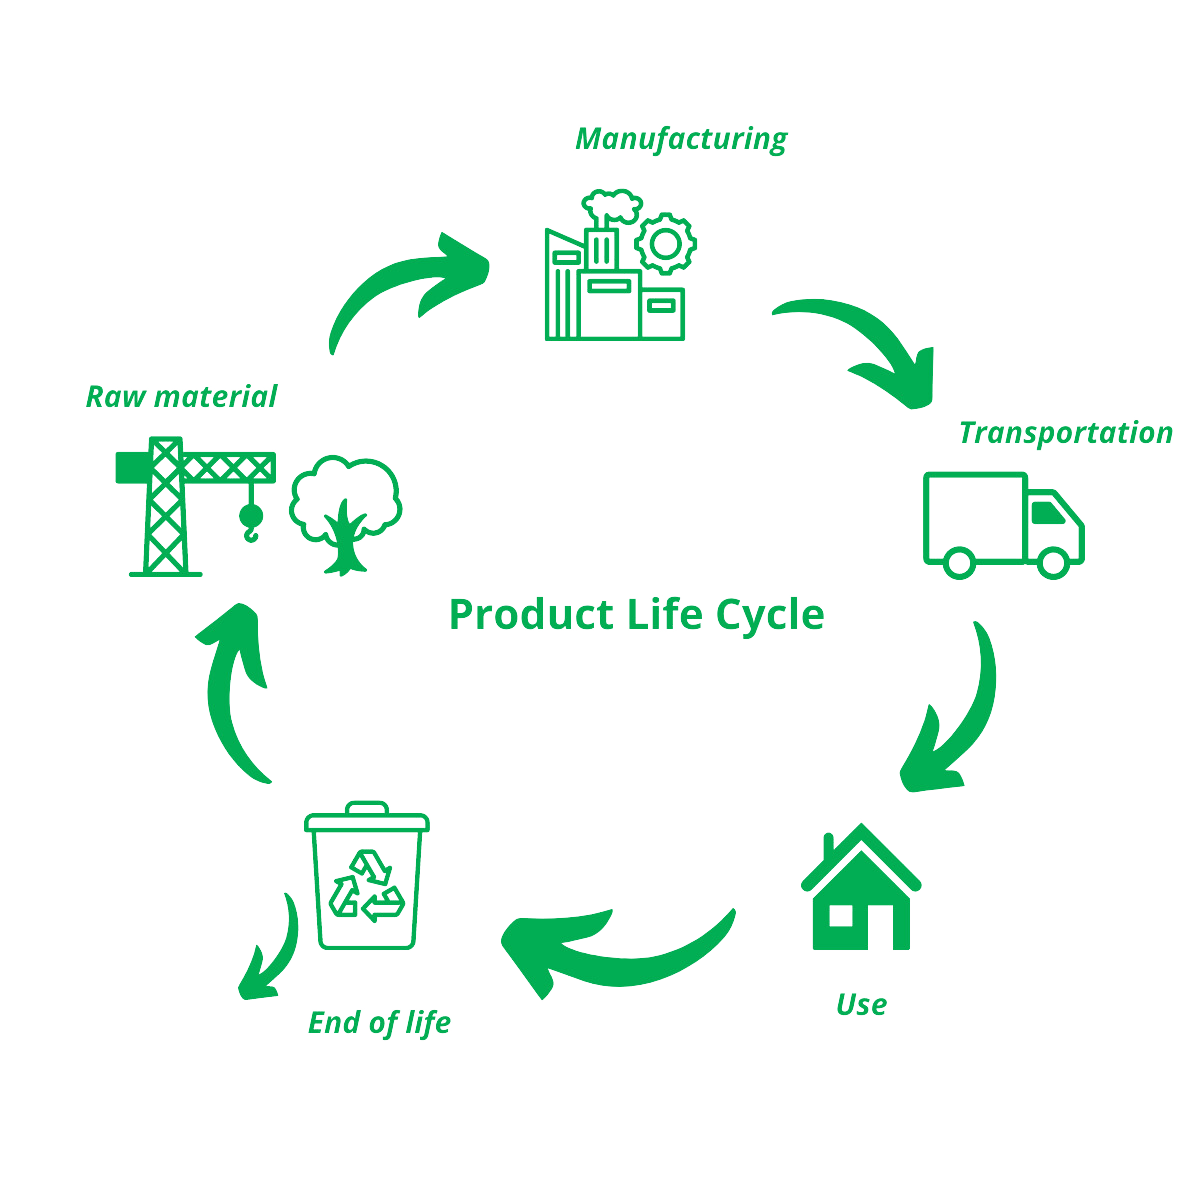 Manufacturing
Raw material
Transportation
Product Life Cycle
Use
End of life